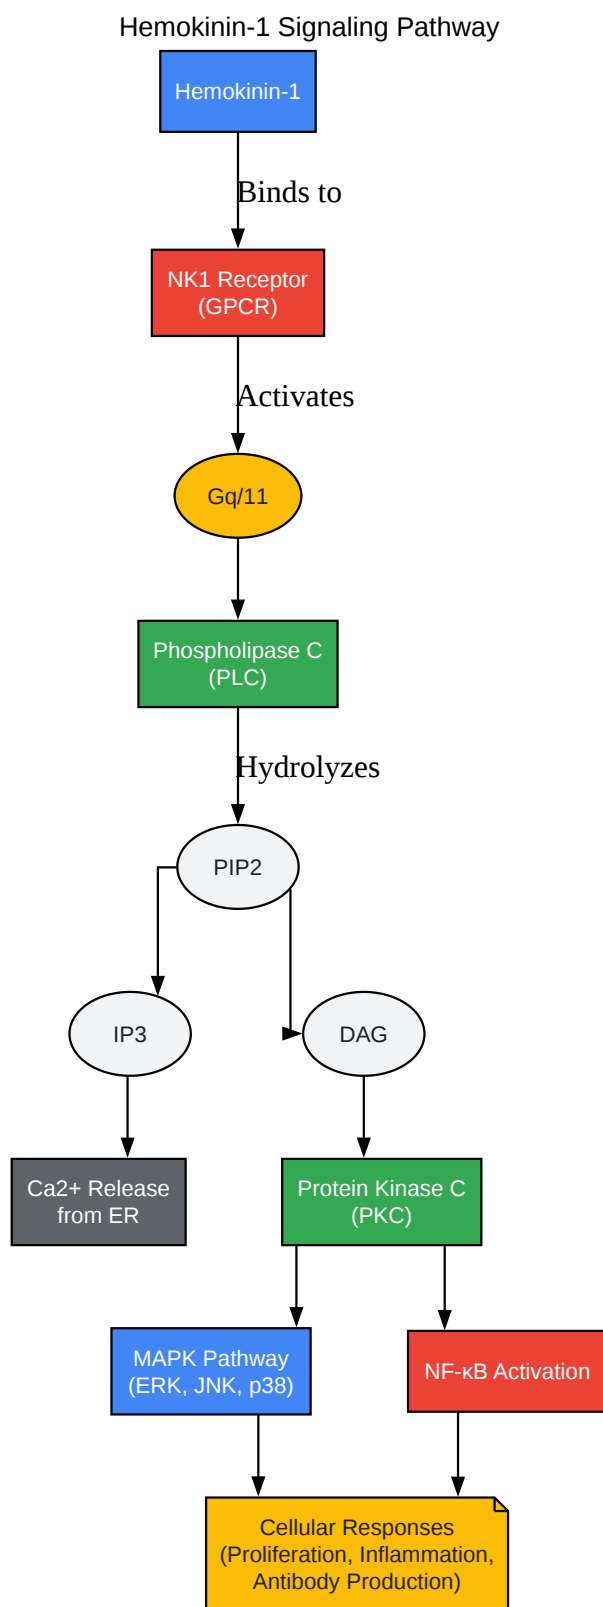 Hemokinin-1 Signaling Pathway
Hemokinin-1
Binds to
NK1 Receptor
(GPCR)
Activates
Gq/11
Phospholipase C
(PLC)
Hydrolyzes
PIP2
IP3
DAG
Ca2+ Release
from ER
Protein Kinase C
(PKC)
MAPK Pathway
(ERK, JNK, p38)
NF-κB Activation
Cellular Responses
(Proliferation, Inflammation,
Antibody Production)